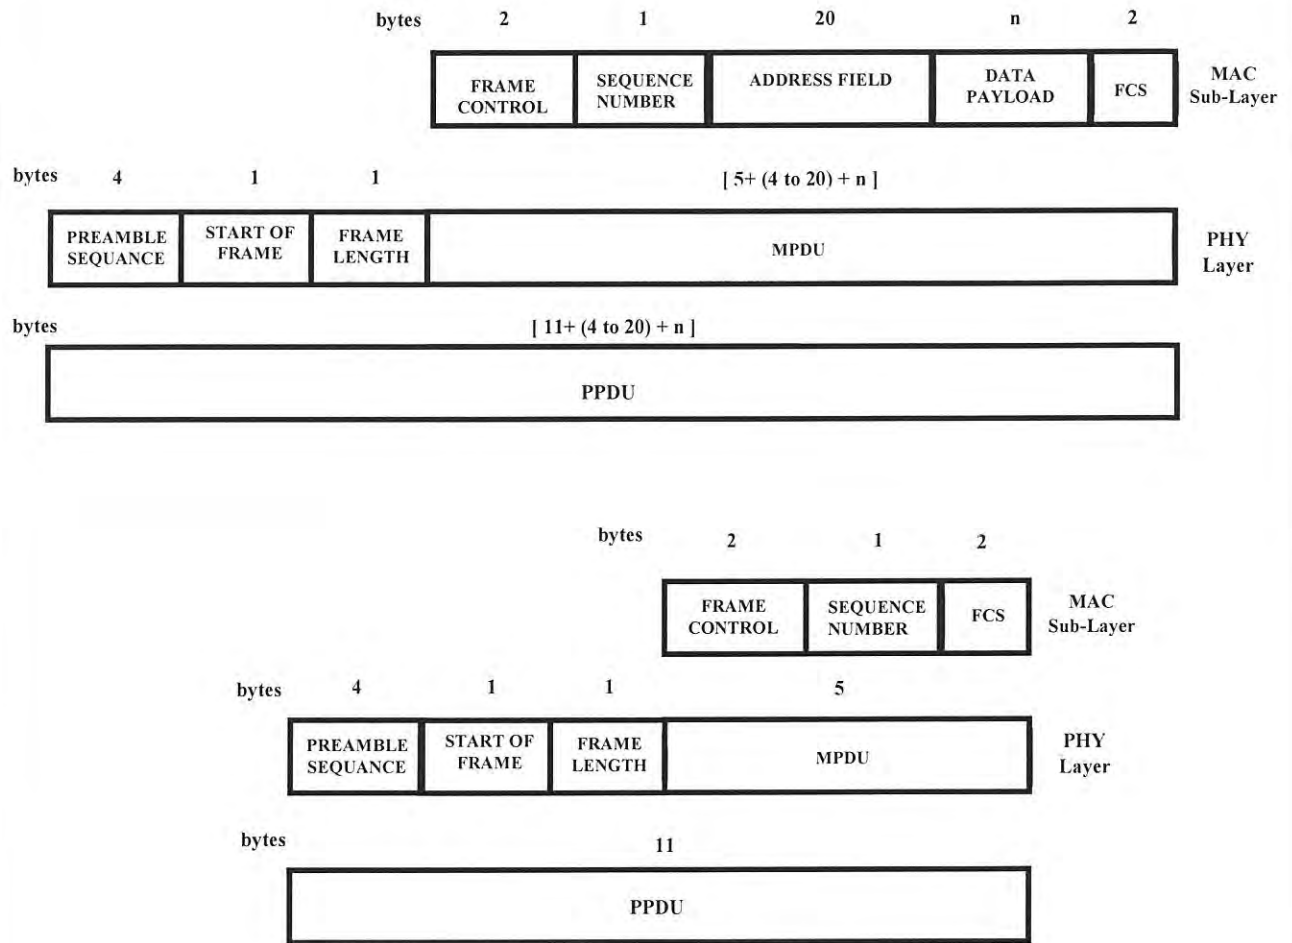 bytes 2 1 20 n 2
FRAME CONTROL SEQUENCE NUMBER ADDRESS FIELD DATA PAYLOAD FCS MAC Sub-Layer
bytes 4 1 1 [ 5+ (4 to 20) + n ]
PREAMBLE SEQUANCE START OF FRAME FRAME LENGTH MPDU PHY Layer
bytes [ 11+ (4 to 20) + n ]
PPDU
bytes 2 1 2
FRAME CONTROL SEQUENCE NUMBER FCS MAC Sub-Layer
bytes 4 1 1 5
PREAMBLE SEQUANCE START OF FRAME FRAME LENGTH MPDU PHY Layer
bytes 11
PPDU